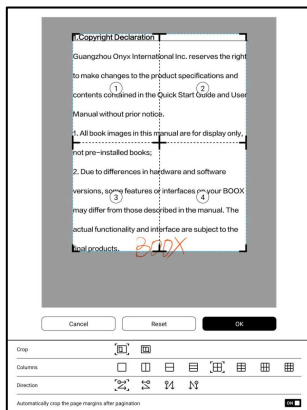 1.Copyright Declaration
Guangzhou Onyx International Inc. reserves the right
to make changes to the product specifications and
contents contained in the Quick Start Guide and User
Manual without prior notice.
1. All book images in this manual are for display only,
not pre-installed books;
2. Due to differences in hardware and software
versions, some features or interfaces on your BOOX
may differ from those described in the manual. The
actual functionality and interface are subject to the
final products.
BOOX
1
2
3
4
Cancel Reset OK
Crop
Columns
Direction
Automatically crop the page margins after pagination ON